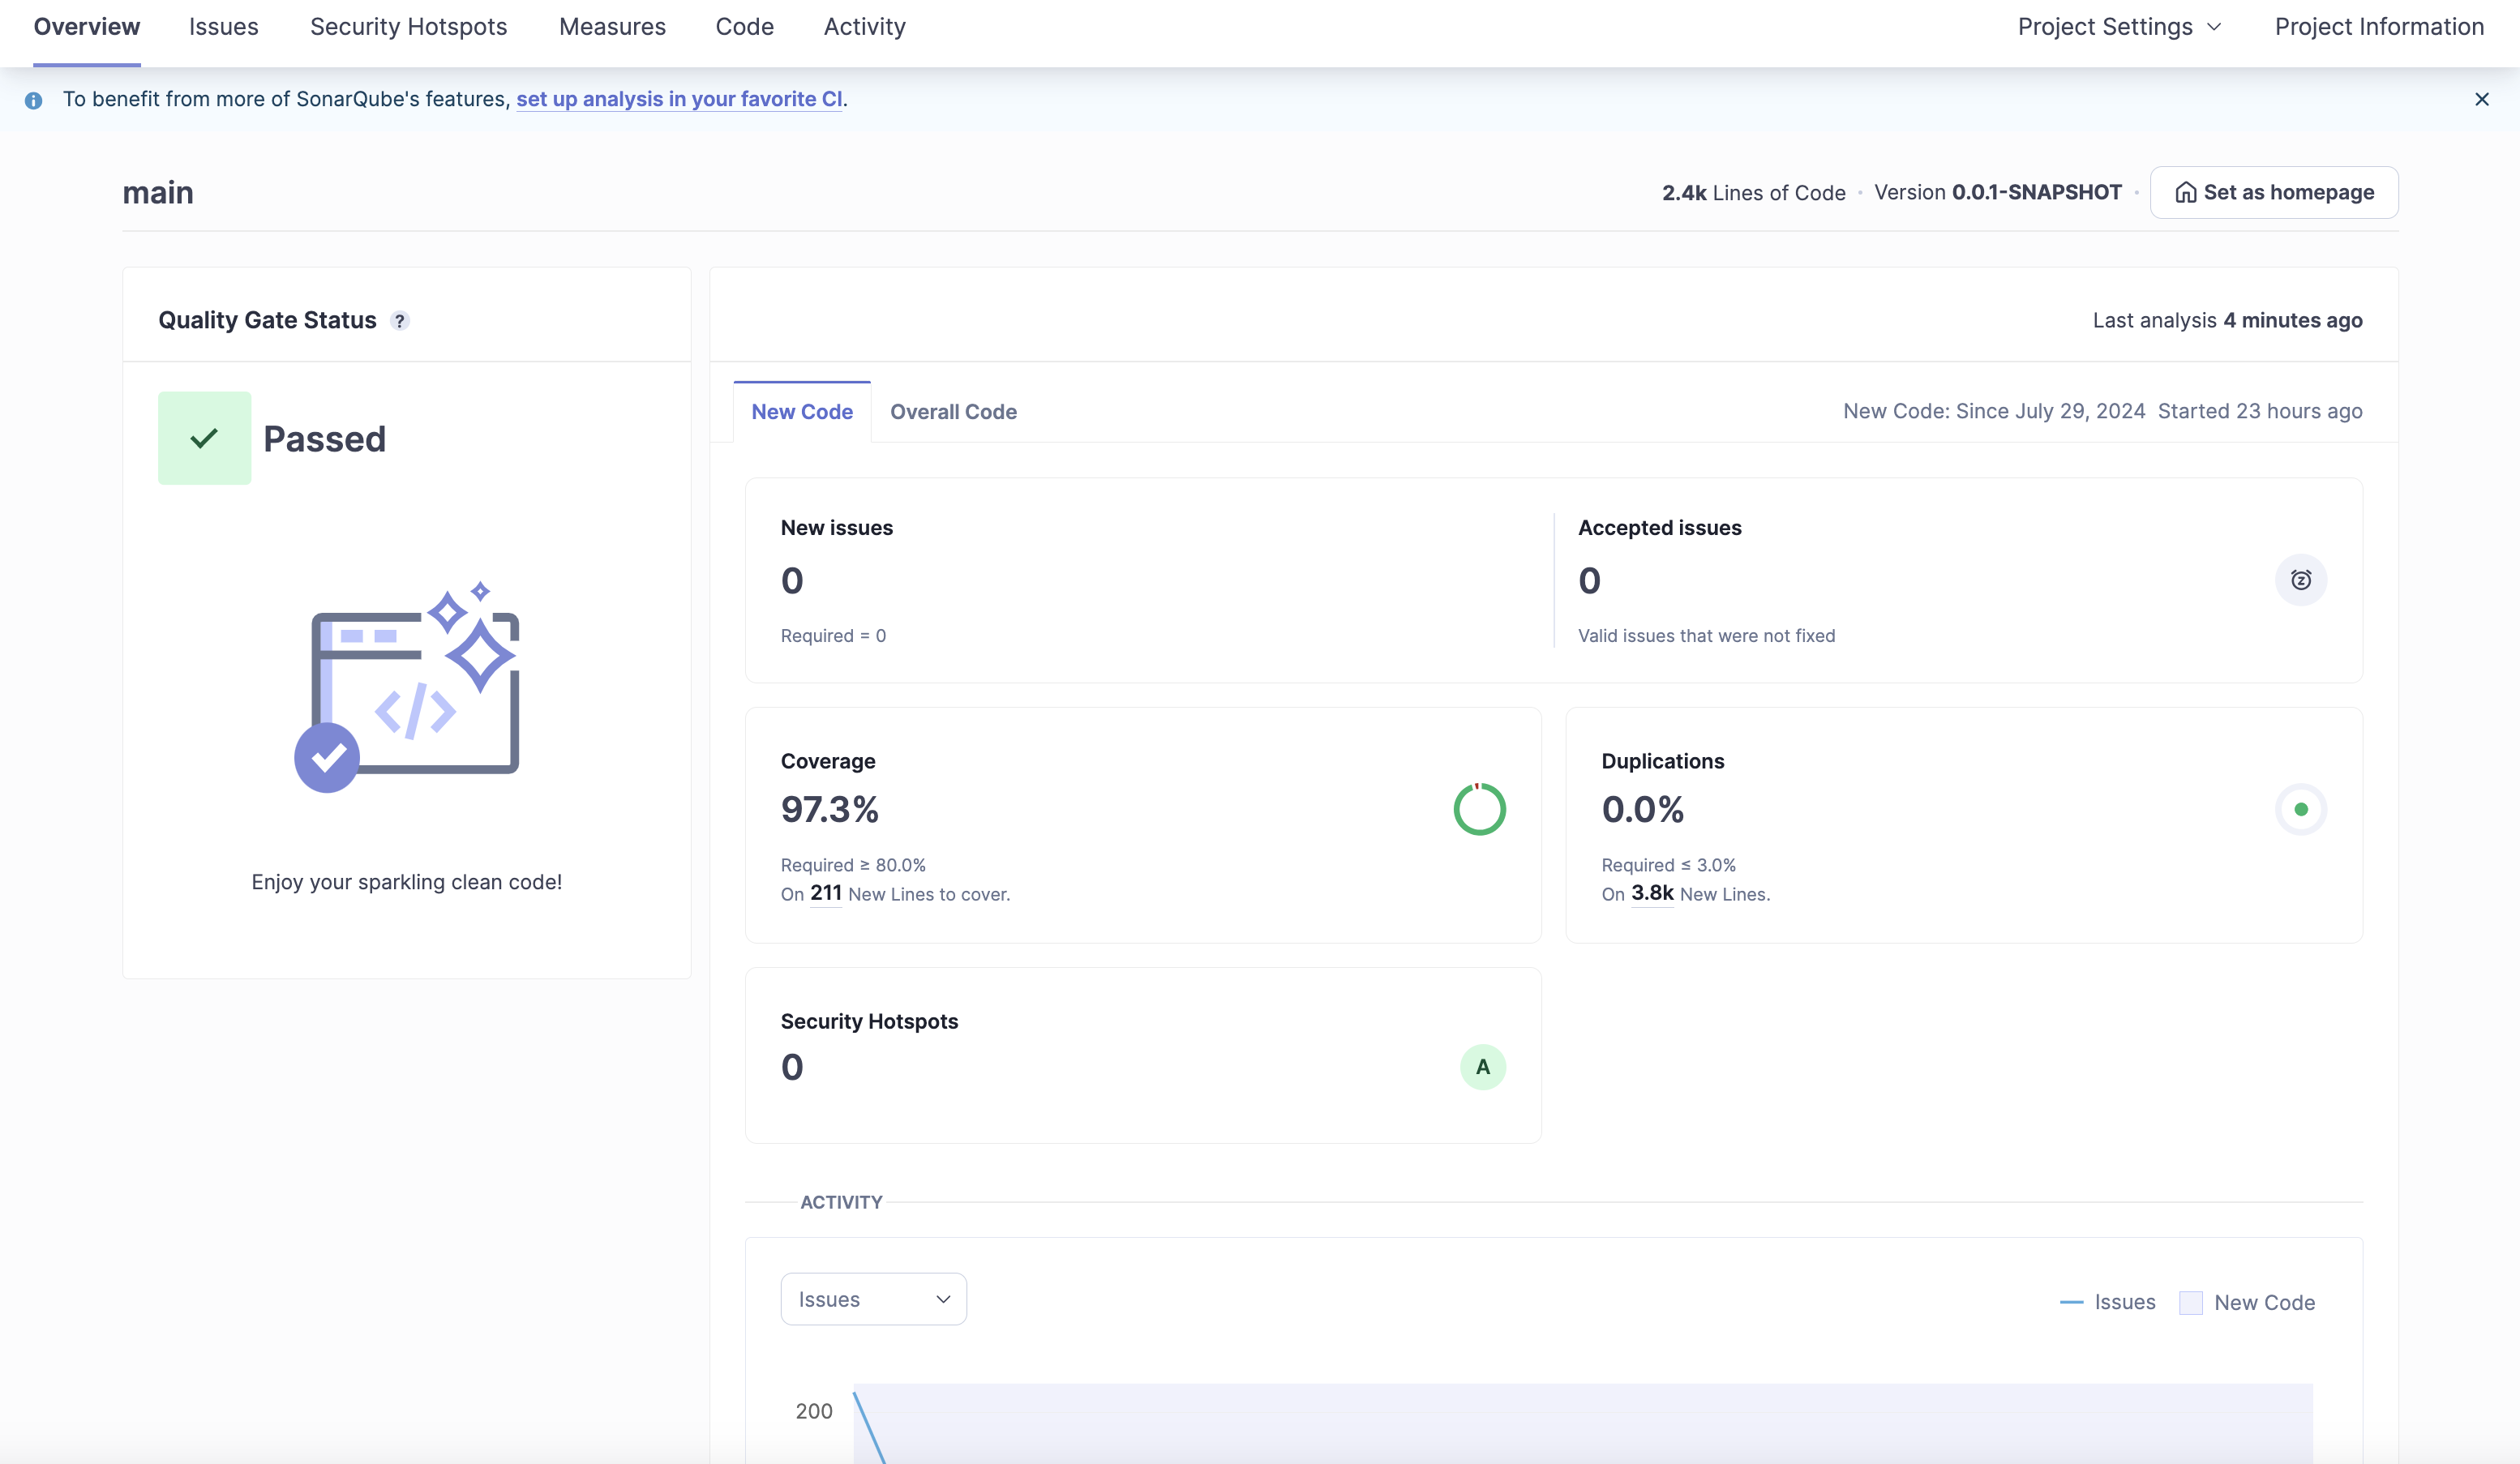 Overview Issues Security Hotspots Measures Code Activity Project Settings Project Information
To benefit from more of SonarQube's features, set up analysis in your favorite CI.
main
2.4k Lines of Code • Version 0.0.1-SNAPSHOT • Set as homepage
Quality Gate Status ?
Last analysis 4 minutes ago
Passed
New Code Overall Code
New Code: Since July 29, 2024 Started 23 hours ago
New issues
0
Required = 0
Accepted issues
0
Valid issues that were not fixed
Coverage
97.3%
Required ≥ 80.0%
On 211 New Lines to cover.
Duplications
0.0%
Required ≤ 3.0%
On 3.8k New Lines.
Enjoy your sparkling clean code!
Security Hotspots
0
A
ACTIVITY
Issues
Issues New Code
200